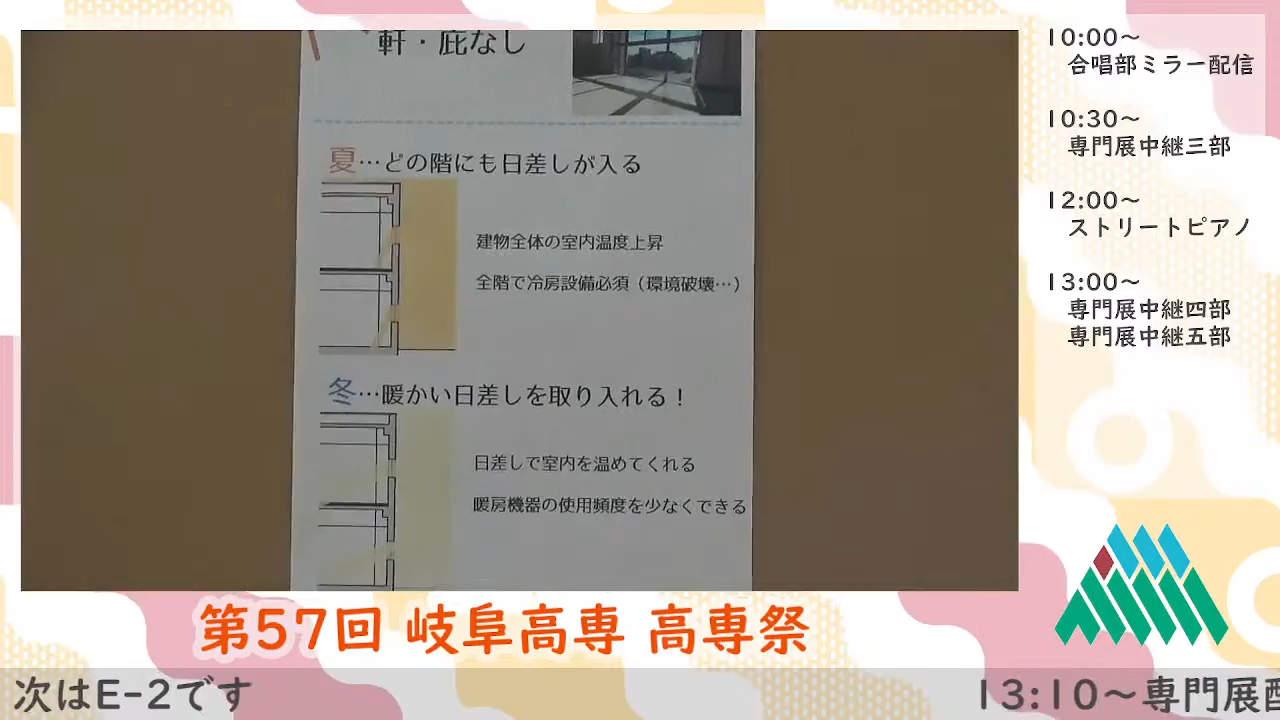 軒・庇なし
夏…どの階にも日差しが入る
建物全体の室内温度上昇
全階で冷房設備必須（環境破壊…）
冬…暖かい日差しを取り入れる！
日差しで室内を温めてくれる
暖房機器の使用頻度を少なくできる
10:00～
合唱部ミラー配信
10:30～
専門展中継三部
12:00～
ストリートピアノ
13:00～
専門展中継四部
専門展中継五部
第57回 岐阜高専 高専祭
次はE-2です
13:10～専門展配